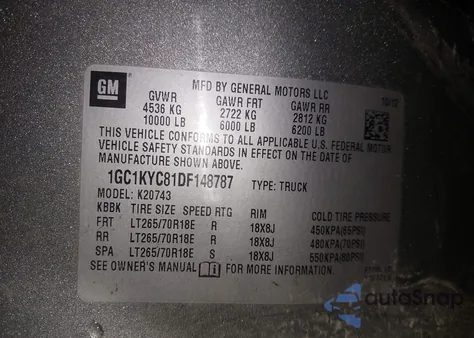 GM
MFD BY GENERAL MOTORS LLC
10/12
GVWR GAWR FRT GAWR RR
4536 KG 2722 KG 2812 KG
10000 LB 6000 LB 6200 LB
THIS VEHICLE CONFORMS TO ALL APPLICABLE U.S. FEDERAL MOTOR
VEHICLE SAFETY STANDARDS IN EFFECT ON THE DATE OF
MANUFACTURE SHOWN ABOVE.
1GC1KYC81DF148787 TYPE: TRUCK
MODEL: K20743
KBBK TIRE SIZE SPEED RTG RIM COLD TIRE PRESSURE
FRT LT265/70R18E R 18X8J 450KPA(65PSI)
RR LT265/70R18E R 18X8J 480KPA(70PSI)
SPA LT265/70R18E S 18X8J 550KPA(80PSI)
SEE OWNER'S MANUAL FOR MORE INFORMATION
autoSnap